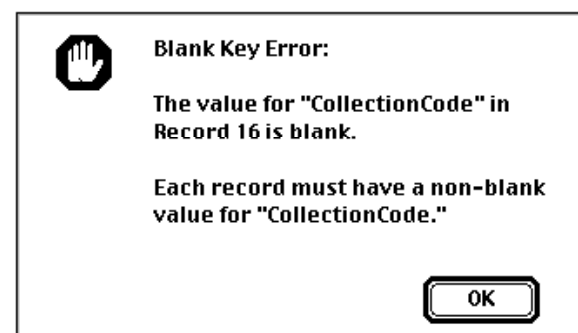 Blank Key Error:
The value for "CollectionCode" in
Record 16 is blank.
Each record must have a non-blank
value for "CollectionCode."
OK